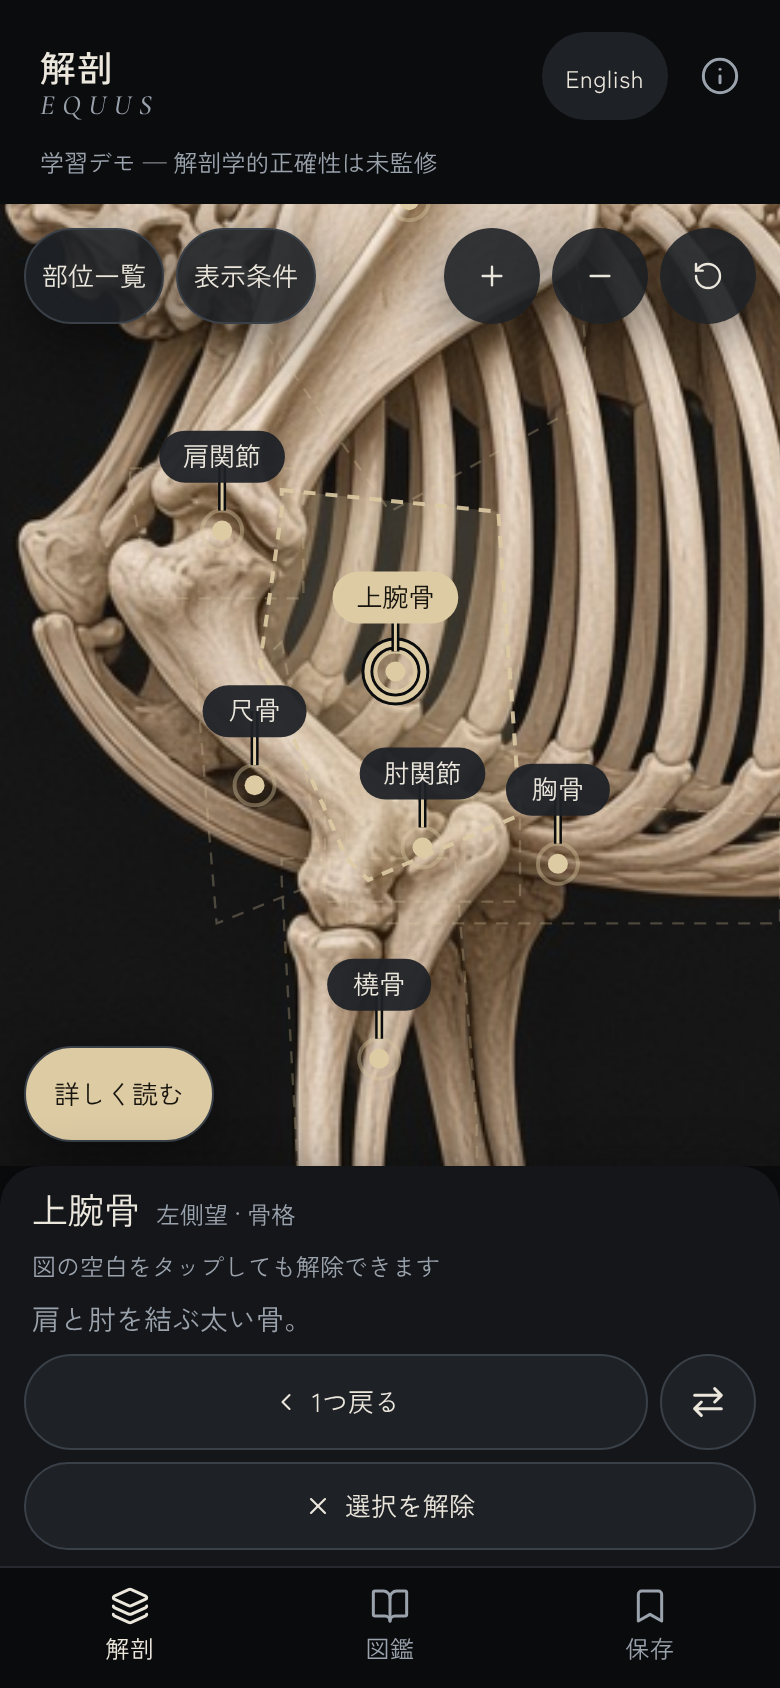 解剖
EQUUS
English
学習デモ — 解剖学的正確性は未監修
部位一覧
表示条件
肩関節
上腕骨
尺骨
肘関節
胸骨
橈骨
詳しく読む
上腕骨 左側望 · 骨格
図の空白をタップしても解除できます
肩と肘を結ぶ太い骨。
1つ戻る
選択を解除
解剖
図鑑
保存